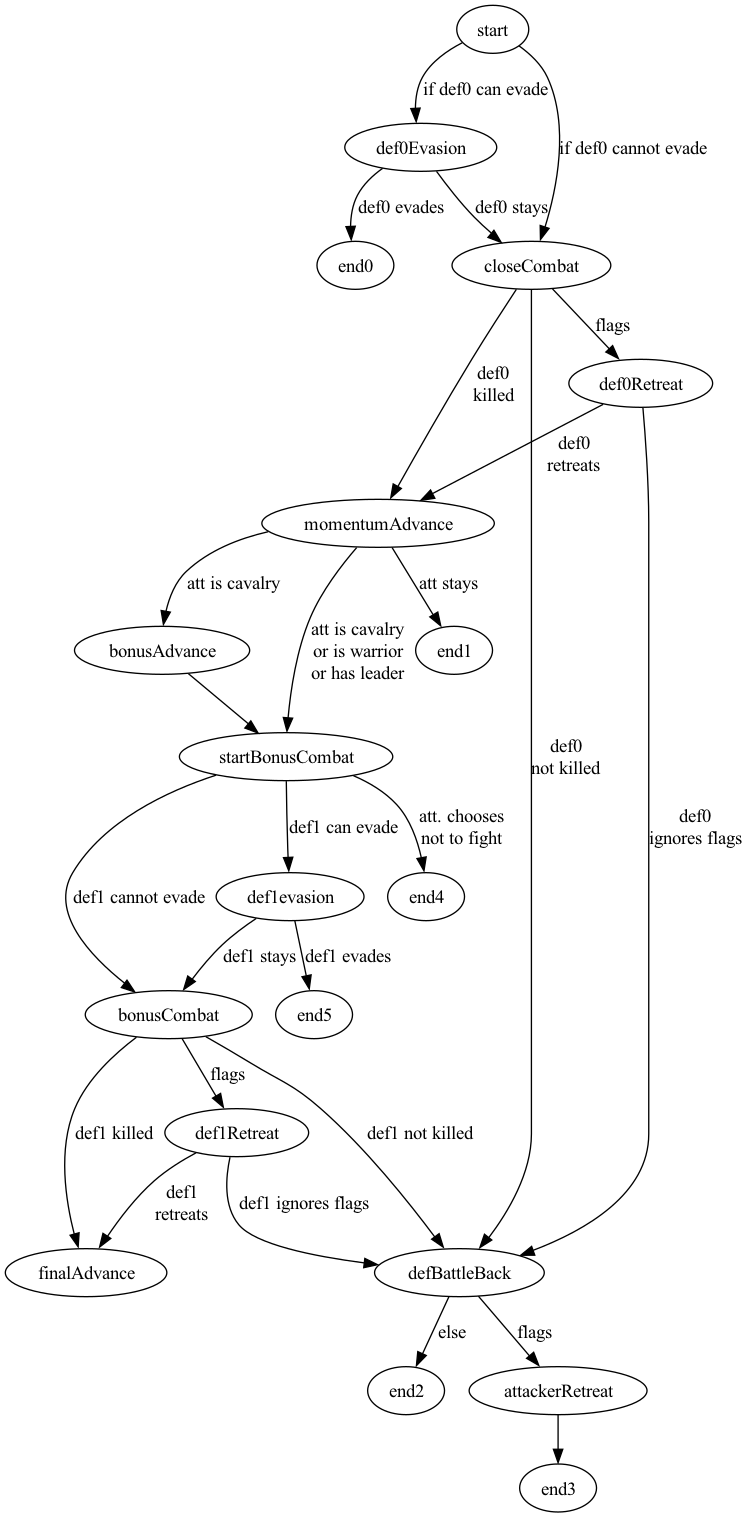 start
if def0 can evade
def0Evasion
if def0 cannot evade
def0 evades
def0 stays
end0
closeCombat
flags
def0
killed
def0Retreat
def0
retreats
momentumAdvance
att is cavalry
att is cavalry
or is warrior
or has leader
att stays
bonusAdvance
end1
startBonusCombat
def0
not killed
def0
ignores flags
def1 cannot evade
def1 can evade
att. chooses
not to fight
def1evasion
end4
def1 stays
def1 evades
bonusCombat
end5
flags
def1 killed
def1Retreat
def1 not killed
def1
retreats
def1 ignores flags
finalAdvance
defBattleBack
else
flags
end2
attackerRetreat
end3